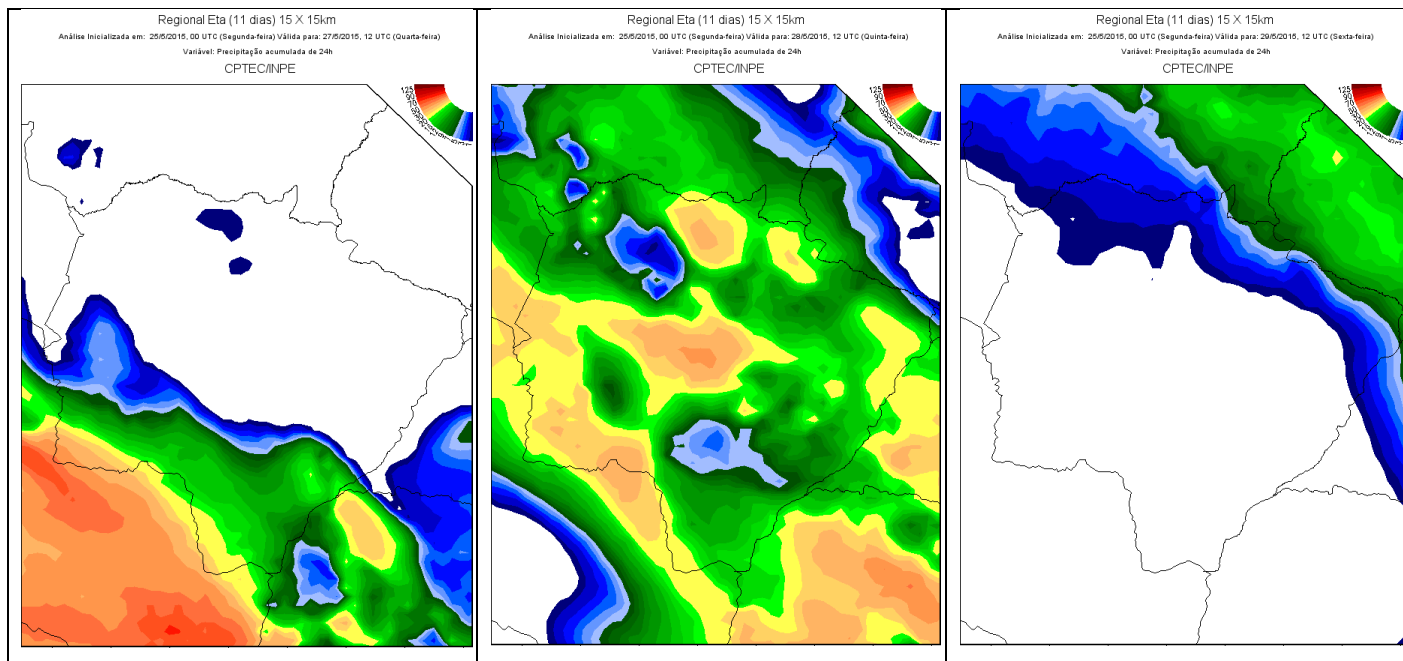 Regional Eta (11 dias) 15 X 15km
Análise Inicializada em: 25/5/2015, 00 UTC (Segunda-feira) Válida para: 27/5/2015, 12 UTC (Quarta-feira)
Variável: Precipitação acumulada de 24h
CPTEC/INPE
Regional Eta (11 dias) 15 X 15km
Análise Inicializada em: 25/5/2015, 00 UTC (Segunda-feira) Válida para: 28/5/2015, 12 UTC (Quinta-feira)
Variável: Precipitação acumulada de 24h
CPTEC/INPE
Regional Eta (11 dias) 15 X 15km
Análise Inicializada em: 25/5/2015, 00 UTC (Segunda-feira) Válida para: 29/5/2015, 12 UTC (Sexta-feira)
Variável: Precipitação acumulada de 24h
CPTEC/INPE